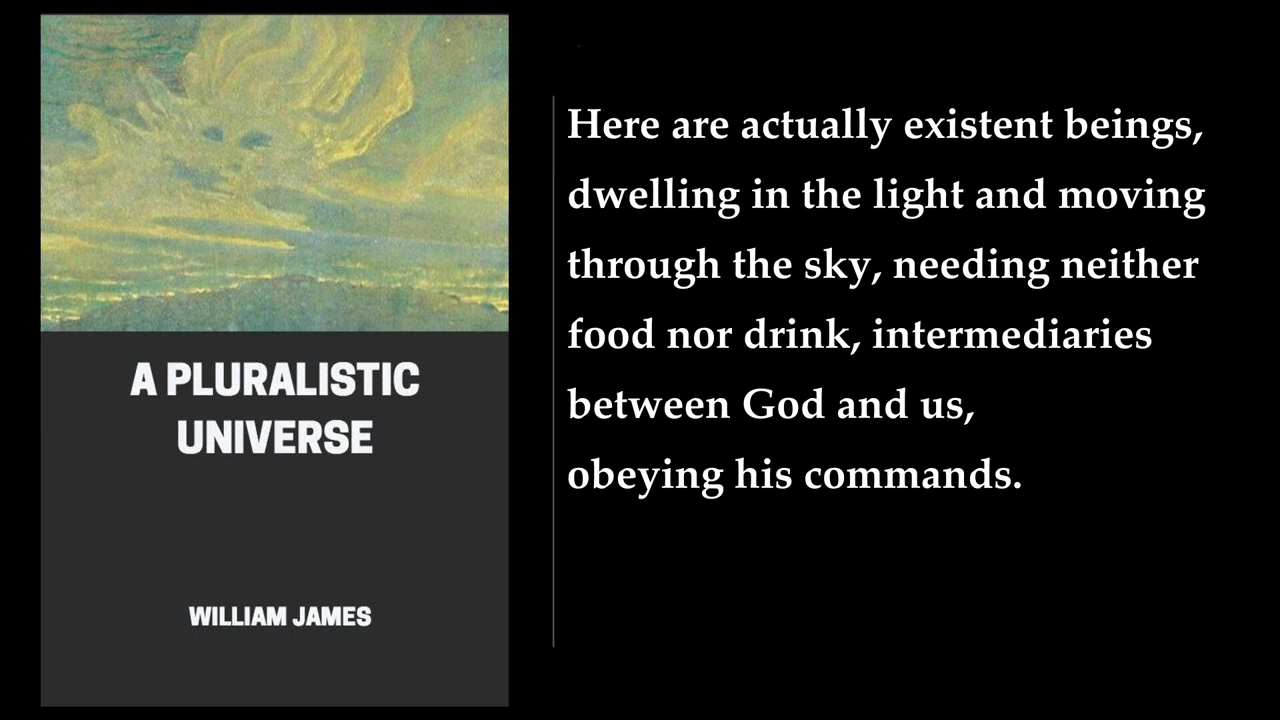 A PLURALISTIC
UNIVERSE
WILLIAM JAMES
Here are actually existent beings,
dwelling in the light and moving
through the sky, needing neither
food nor drink, intermediaries
between God and us,
obeying his commands.